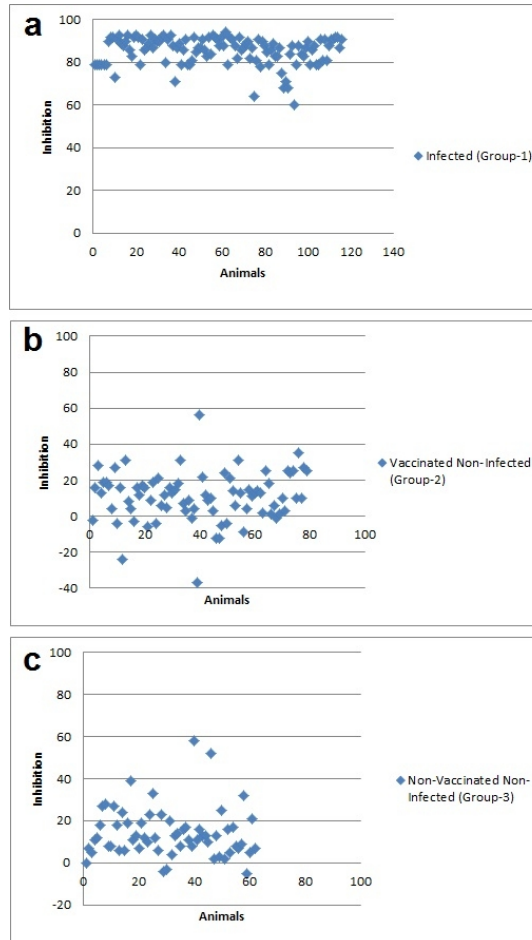 a
100
80
60
40
20
0
Inhibition
0 20 40 60 80 100 120 140
Animals
Infected (Group-1)
b
100
80
60
40
20
0
-20
-40
Inhibition
0 20 40 60 80 100
Animals
Vaccinated Non-Infected
(Group-2)
c
100
80
60
40
20
0
-20
Inhibition
0 20 40 60 80 100
Animals
Non-Vaccinated Non-
Infected (Group-3)